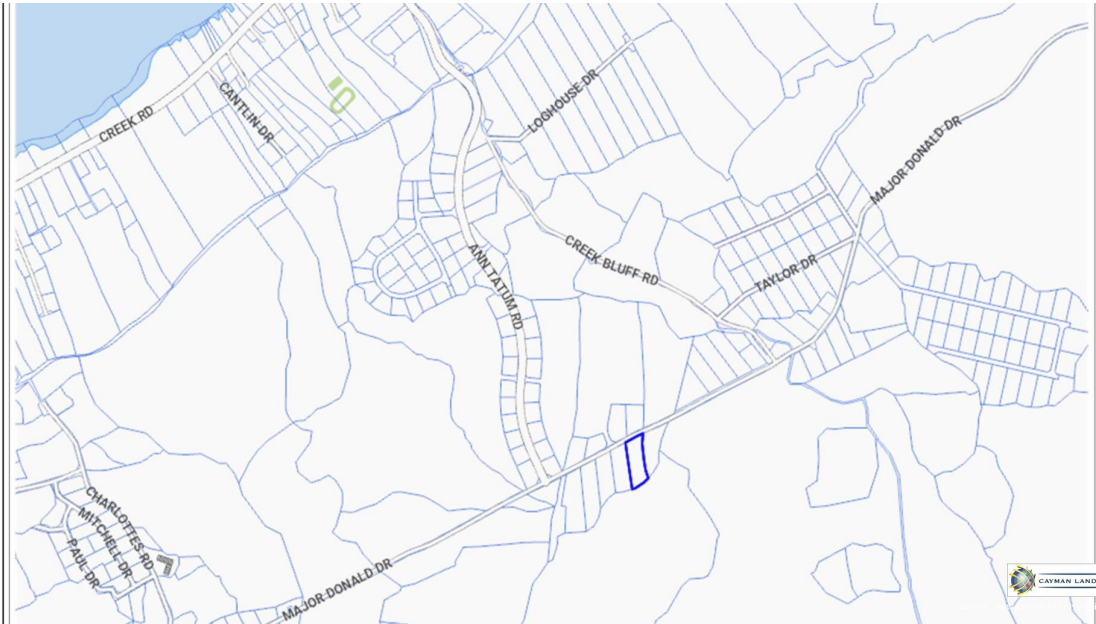 CREEK RD
CANTLIN DR
LOGHOUSE DR
MAJOR DONALD DR
ANN TATUM RD
CREEK BLUFF RD
TAYLOR DR
CHARLOTTES RD
MITCHELL DR
PAUL DR
MAJOR DONALD DR
CAYMAN LAND